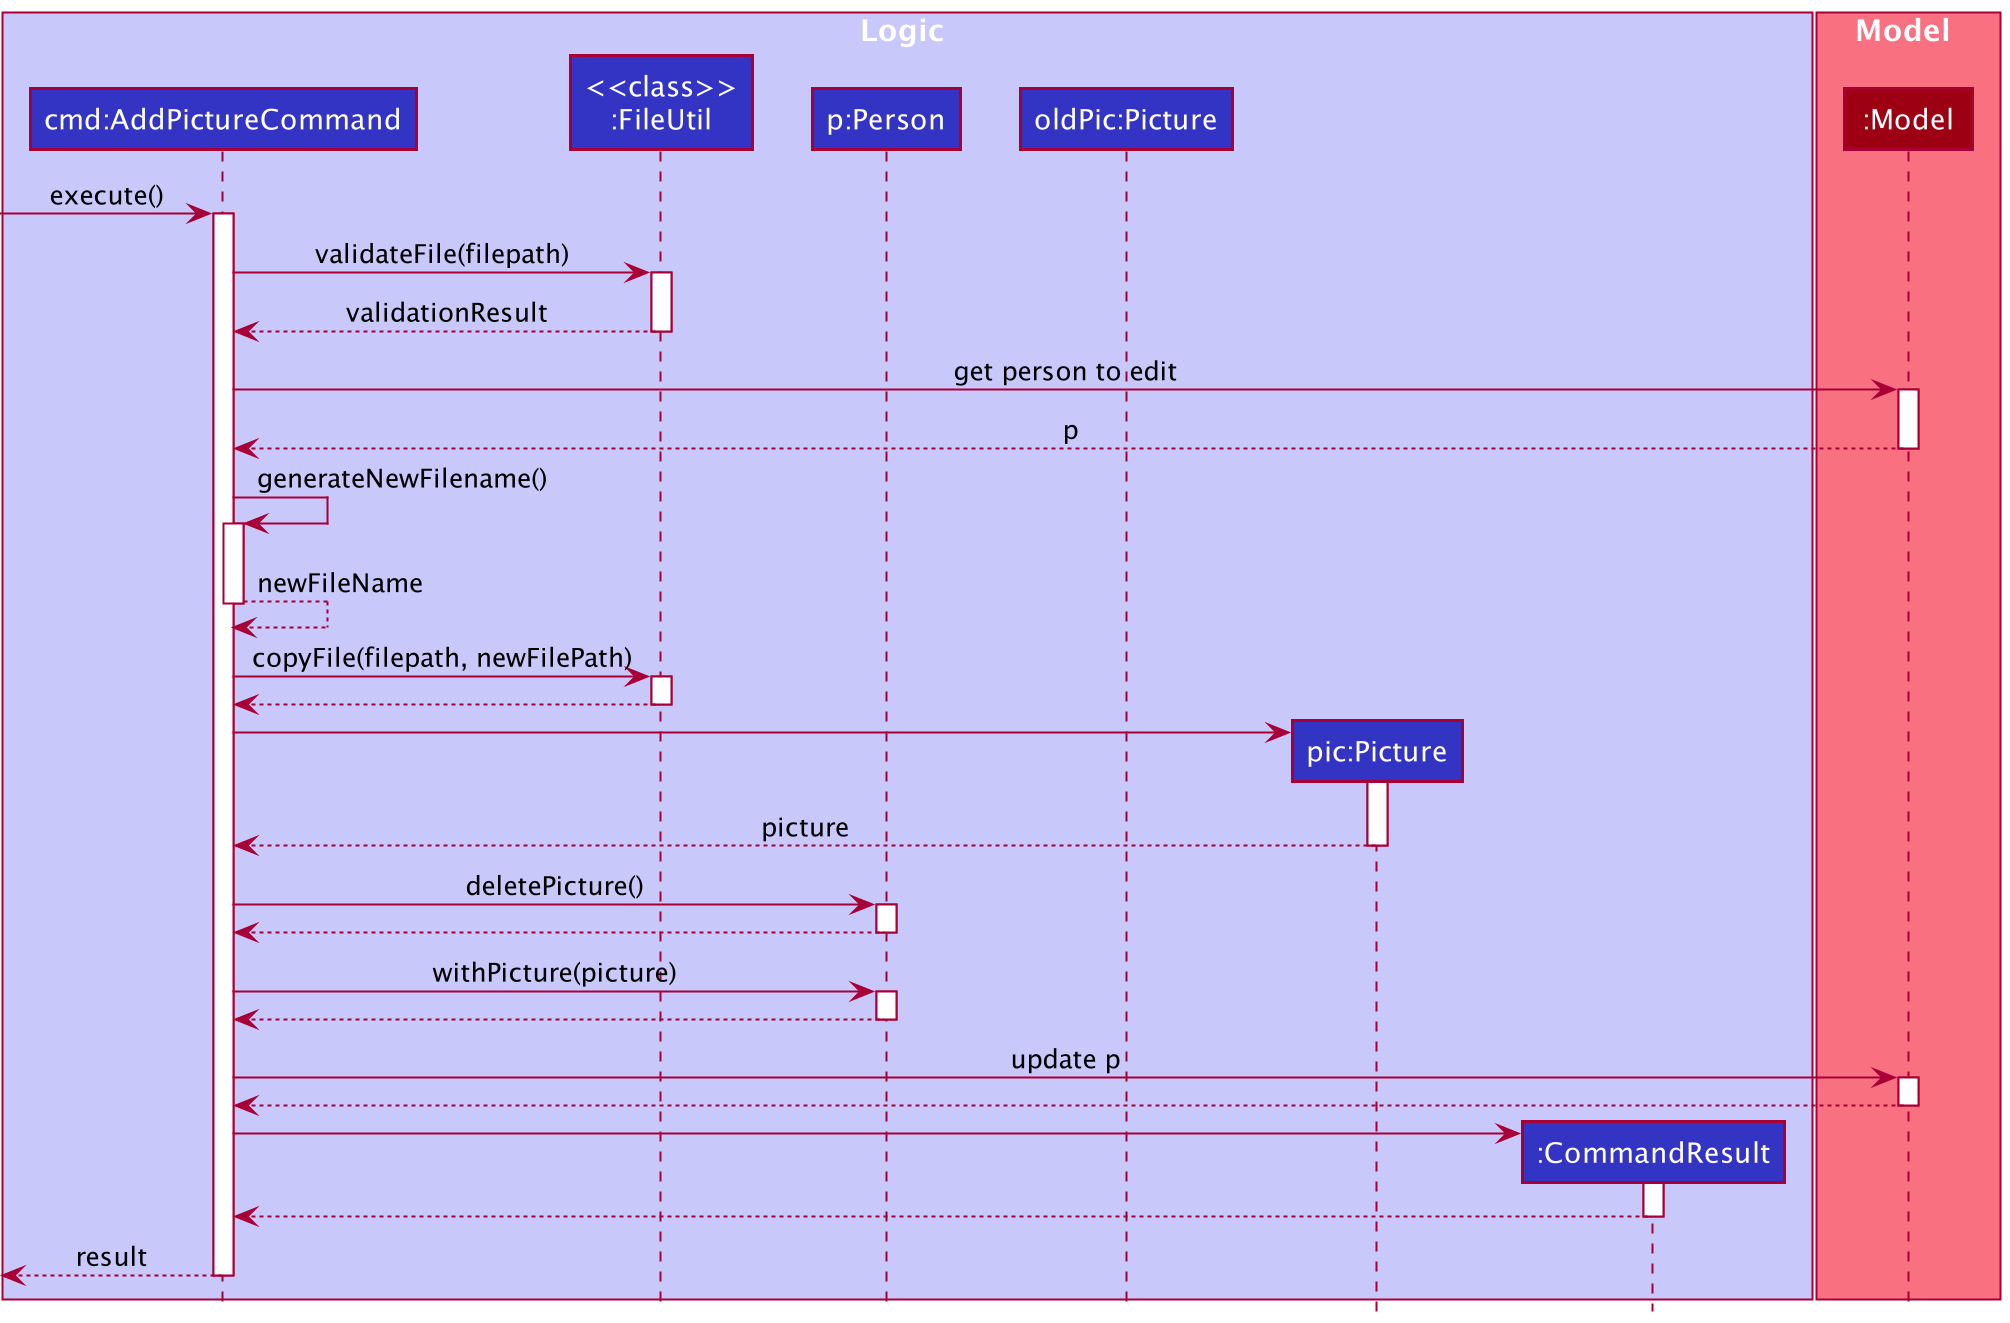 Logic
Model
<<class>>
:FileUtil
cmd:AddPictureCommand
p:Person
oldPic:Picture
:Model
execute()
validateFile(filepath)
validationResult
get person to edit
p
generateNewFilename()
newFileName
copyFile(filepath, newFilePath)
pic:Picture
picture
deletePicture()
withPicture(picture)
update p
:CommandResult
result